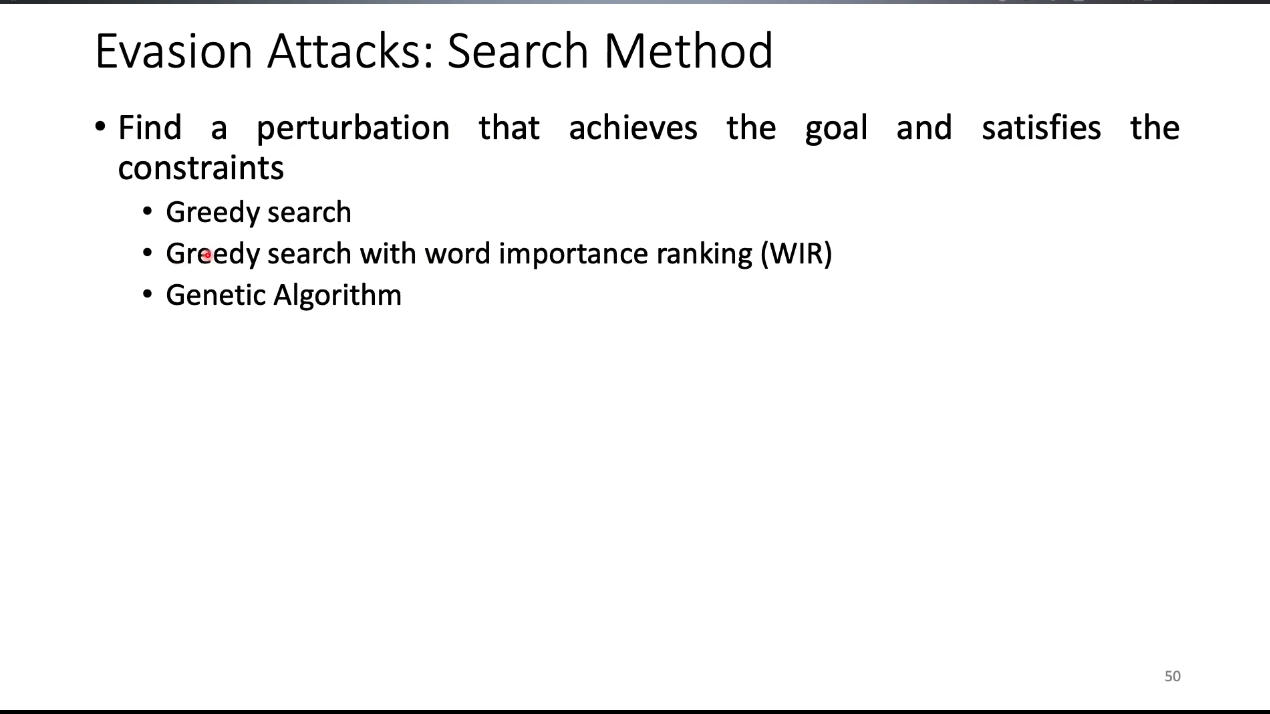 Evasion Attacks: Search Method
• Find a perturbation that achieves the goal and satisfies the
constraints
• Greedy search
• Greedy search with word importance ranking (WIR)
• Genetic Algorithm
50